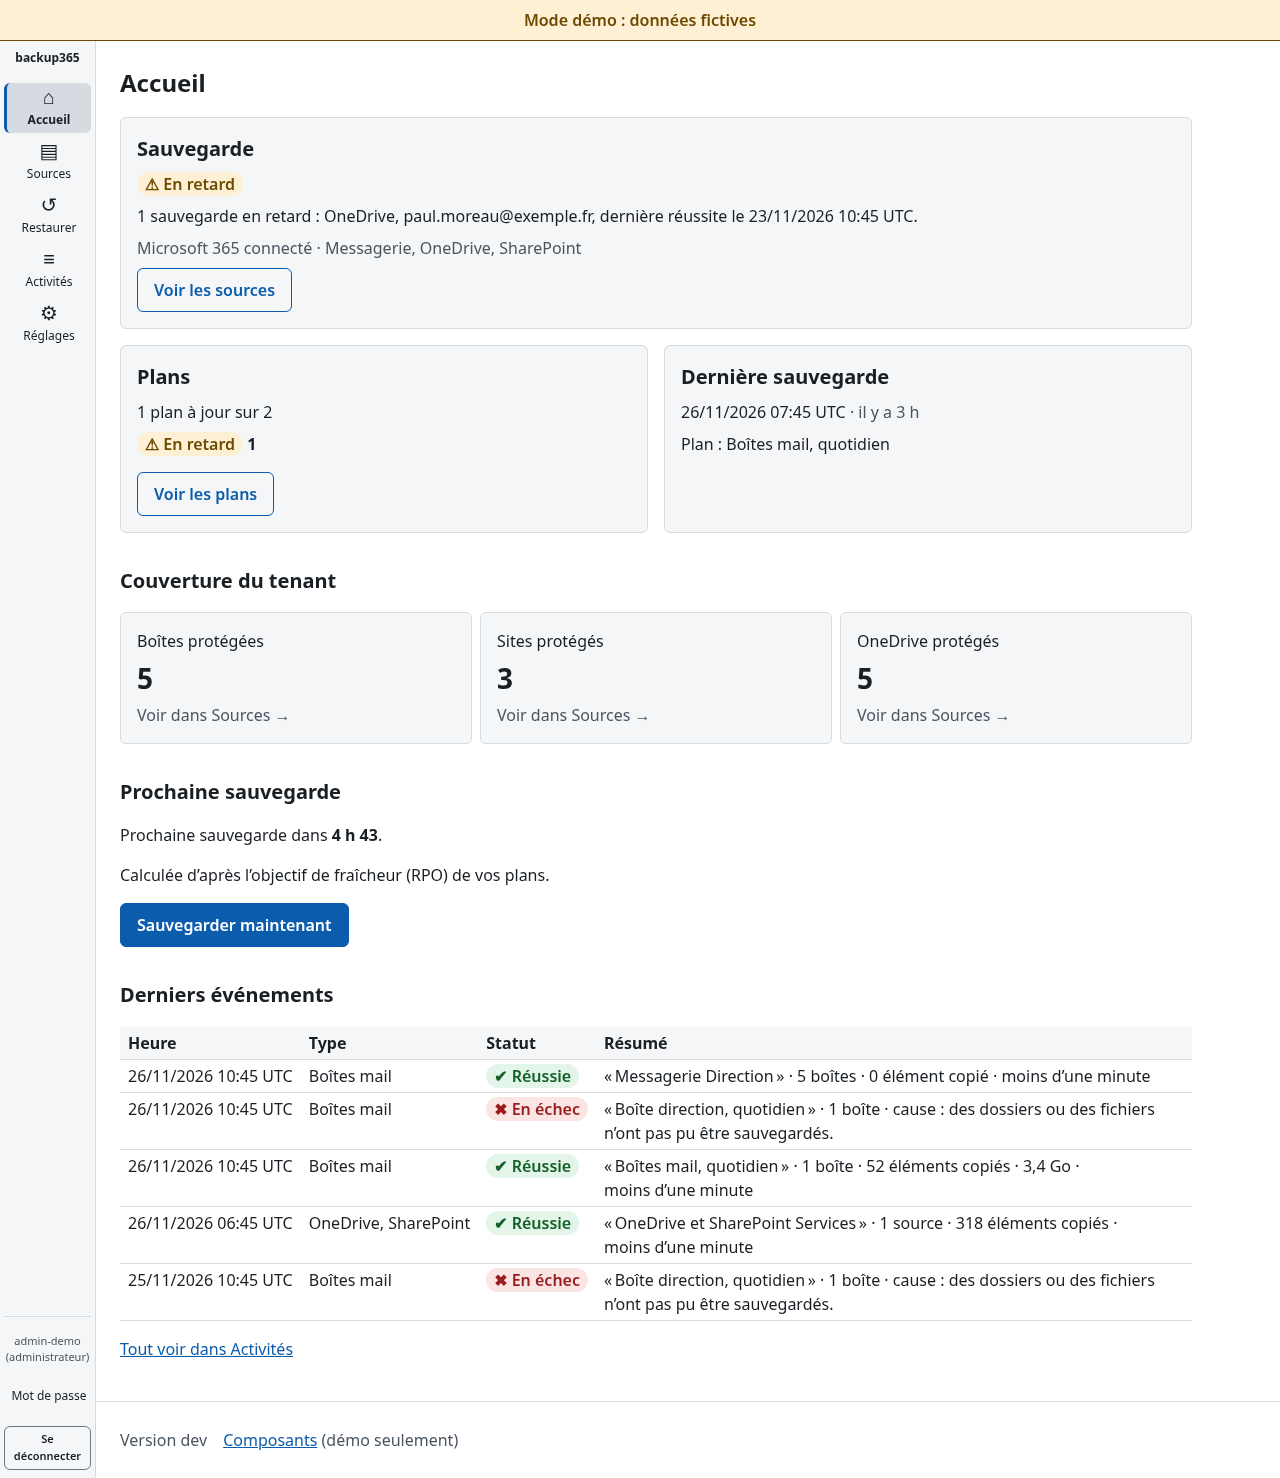 Mode démo : données fictives
backup365
Accueil
Sources
Restaurer
Activités
Réglages
admin-demo
(administrateur)
Mot de passe
Se
déconnecter
Accueil
Sauvegarde
⚠ En retard
1 sauvegarde en retard : OneDrive, paul.moreau@exemple.fr, dernière réussite le 23/11/2026 10:45 UTC.
Microsoft 365 connecté · Messagerie, OneDrive, SharePoint
Voir les sources
Plans
1 plan à jour sur 2
⚠ En retard 1
Voir les plans
Dernière sauvegarde
26/11/2026 07:45 UTC · il y a 3 h
Plan : Boîtes mail, quotidien
Couverture du tenant
Boîtes protégées
5
Voir dans Sources →
Sites protégés
3
Voir dans Sources →
OneDrive protégés
5
Voir dans Sources →
Prochaine sauvegarde
Prochaine sauvegarde dans 4 h 43.
Calculée d’après l’objectif de fraîcheur (RPO) de vos plans.
Sauvegarder maintenant
Derniers événements
Heure Type Statut Résumé
26/11/2026 10:45 UTC Boîtes mail ✔ Réussie « Messagerie Direction » · 5 boîtes · 0 élément copié · moins d’une minute
26/11/2026 10:45 UTC Boîtes mail ✖ En échec « Boîte direction, quotidien » · 1 boîte · cause : des dossiers ou des fichiers
n’ont pas pu être sauvegardés.
26/11/2026 10:45 UTC Boîtes mail ✔ Réussie « Boîtes mail, quotidien » · 1 boîte · 52 éléments copiés · 3,4 Go ·
moins d’une minute
26/11/2026 06:45 UTC OneDrive, SharePoint ✔ Réussie « OneDrive et SharePoint Services » · 1 source · 318 éléments copiés ·
moins d’une minute
25/11/2026 10:45 UTC Boîtes mail ✖ En échec « Boîte direction, quotidien » · 1 boîte · cause : des dossiers ou des fichiers
n’ont pas pu être sauvegardés.
Tout voir dans Activités
Version dev Composants (démo seulement)